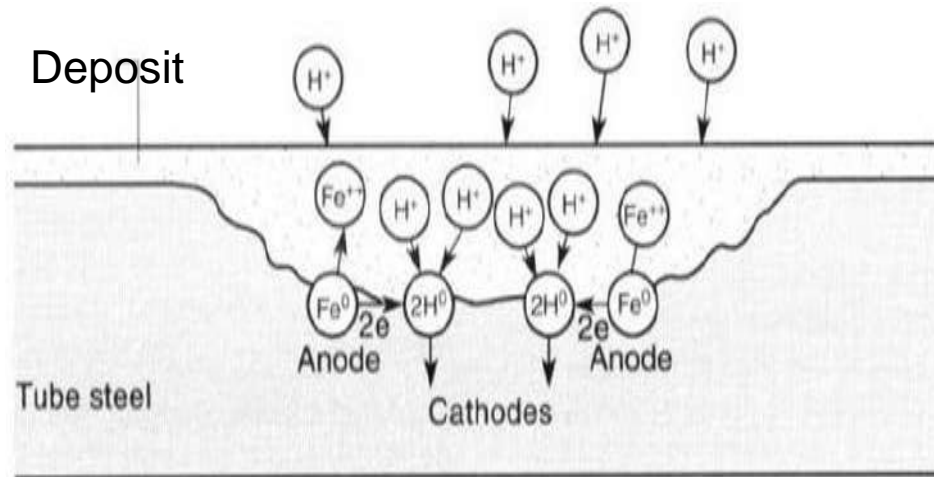 Deposit
H⁺ H⁺ H⁺ H⁺
Fe⁺⁺ H⁺ H⁺ H⁺ H⁺ Fe⁺⁺
Fe⁰ 2e 2H⁰ 2H⁰ 2e Fe⁰
Anode Anode
Tube steel
Cathodes